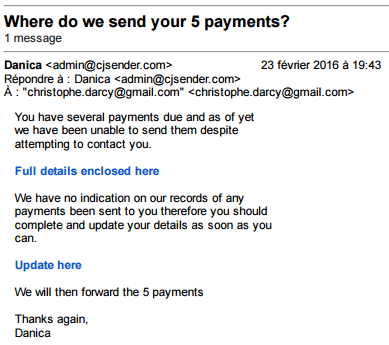 Where do we send your 5 payments?
1 message
Danica <admin@cjsender.com> 23 février 2016 à 19:43
Répondre à : Danica <admin@cjsender.com>
À : "christophe.darcy@gmail.com" <christophe.darcy@gmail.com>
You have several payments due and as of yet
we have been unable to send them despite
attempting to contact you.
Full details enclosed here
We have no indication on our records of any
payments been sent to you therefore you should
complete and update your details as soon as you
can.
Update here
We will then forward the 5 payments
Thanks again,
Danica